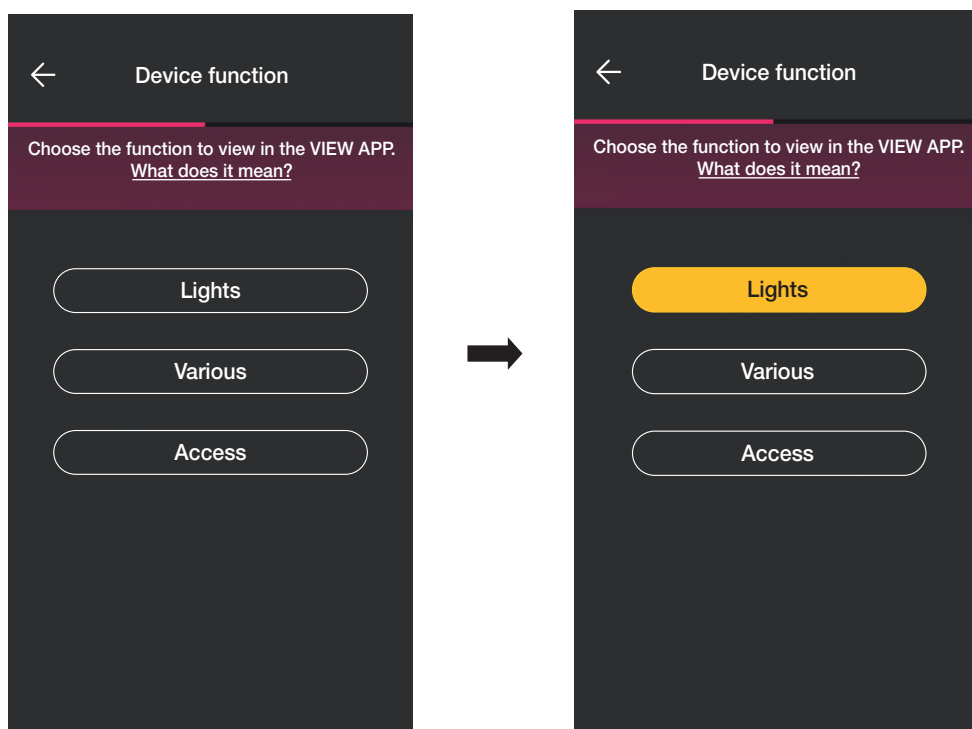 Device function
Choose the function to view in the VIEW APP.
What does it mean?
Lights
Various
Access
Device function
Choose the function to view in the VIEW APP.
What does it mean?
Lights
Various
Access